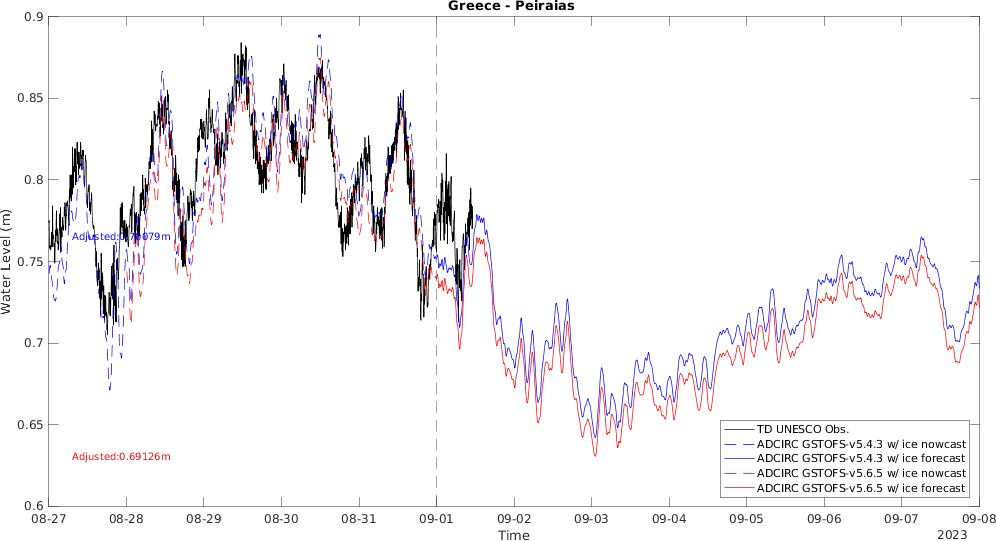 Greece - Peiraias
Water Level (m)
0.9
0.85
0.8
0.75
0.7
0.65
0.6
Adjusted:0.69126m
TD UNESCO Obs.
ADCIRC GSTOFS-v5.4.3 w/ ice nowcast
ADCIRC GSTOFS-v5.4.3 w/ ice forecast
ADCIRC GSTOFS-v5.6.5 w/ ice nowcast
ADCIRC GSTOFS-v5.6.5 w/ ice forecast
08-27 08-28 08-29 08-30 08-31 09-01 09-02 09-03 09-04 09-05 09-06 09-07 09-08
Time
2023